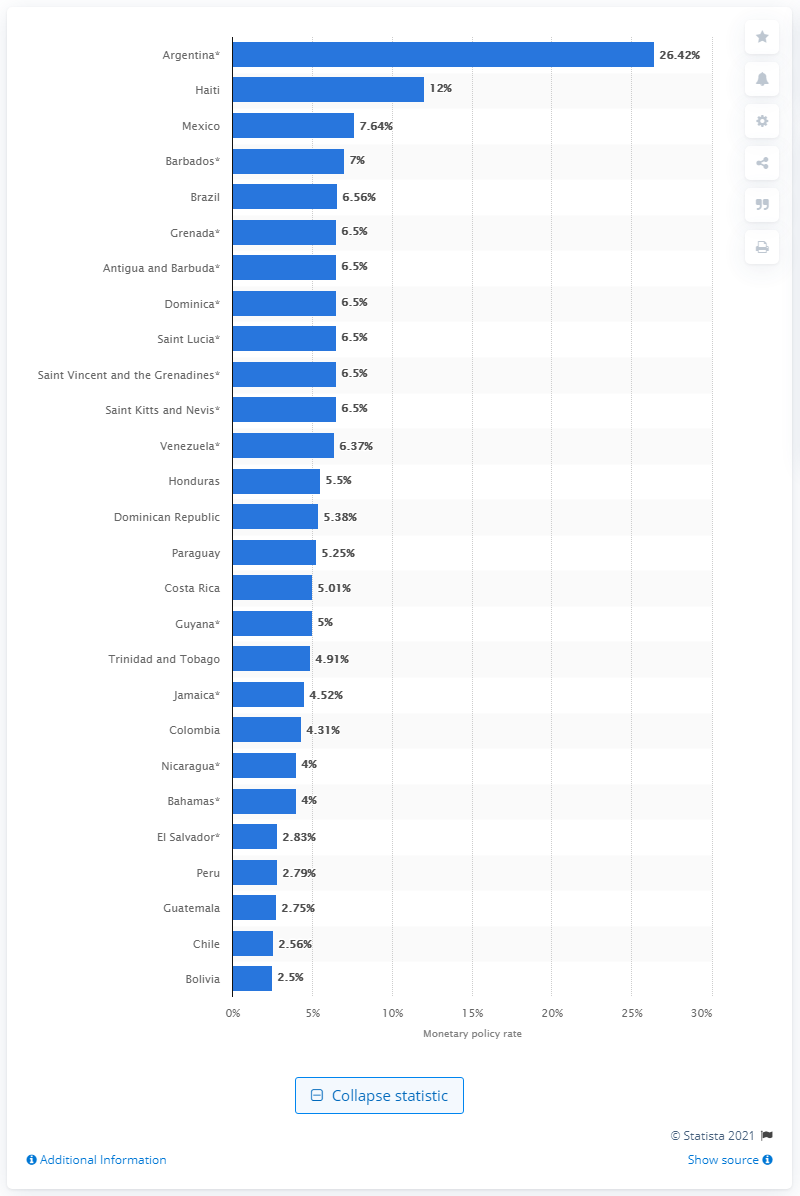 Argentina* 26.42%
Haiti 12%
Mexico 7.64%
Barbados* 7%
Brazil 6.56%
Grenada* 6.5%
Antigua and Barbuda* 6.5%
Dominica* 6.5%
Saint Lucia* 6.5%
Saint Vincent and the Grenadines* 6.5%
Saint Kitts and Nevis* 6.5%
Venezuela* 6.37%
Honduras 5.5%
Dominican Republic 5.38%
Paraguay 5.25%
Costa Rica 5.01%
Guyana* 5%
Trinidad and Tobago 4.91%
Jamaica* 4.52%
Colombia 4.31%
Nicaragua* 4%
Bahamas* 4%
El Salvador* 2.83%
Peru 2.79%
Guatemala 2.75%
Chile 2.56%
Bolivia 2.5%
0% 5% 10% 15% 20% 25% 30%
Monetary policy rate
Collapse statistic
© Statista 2021
Additional Information Show source